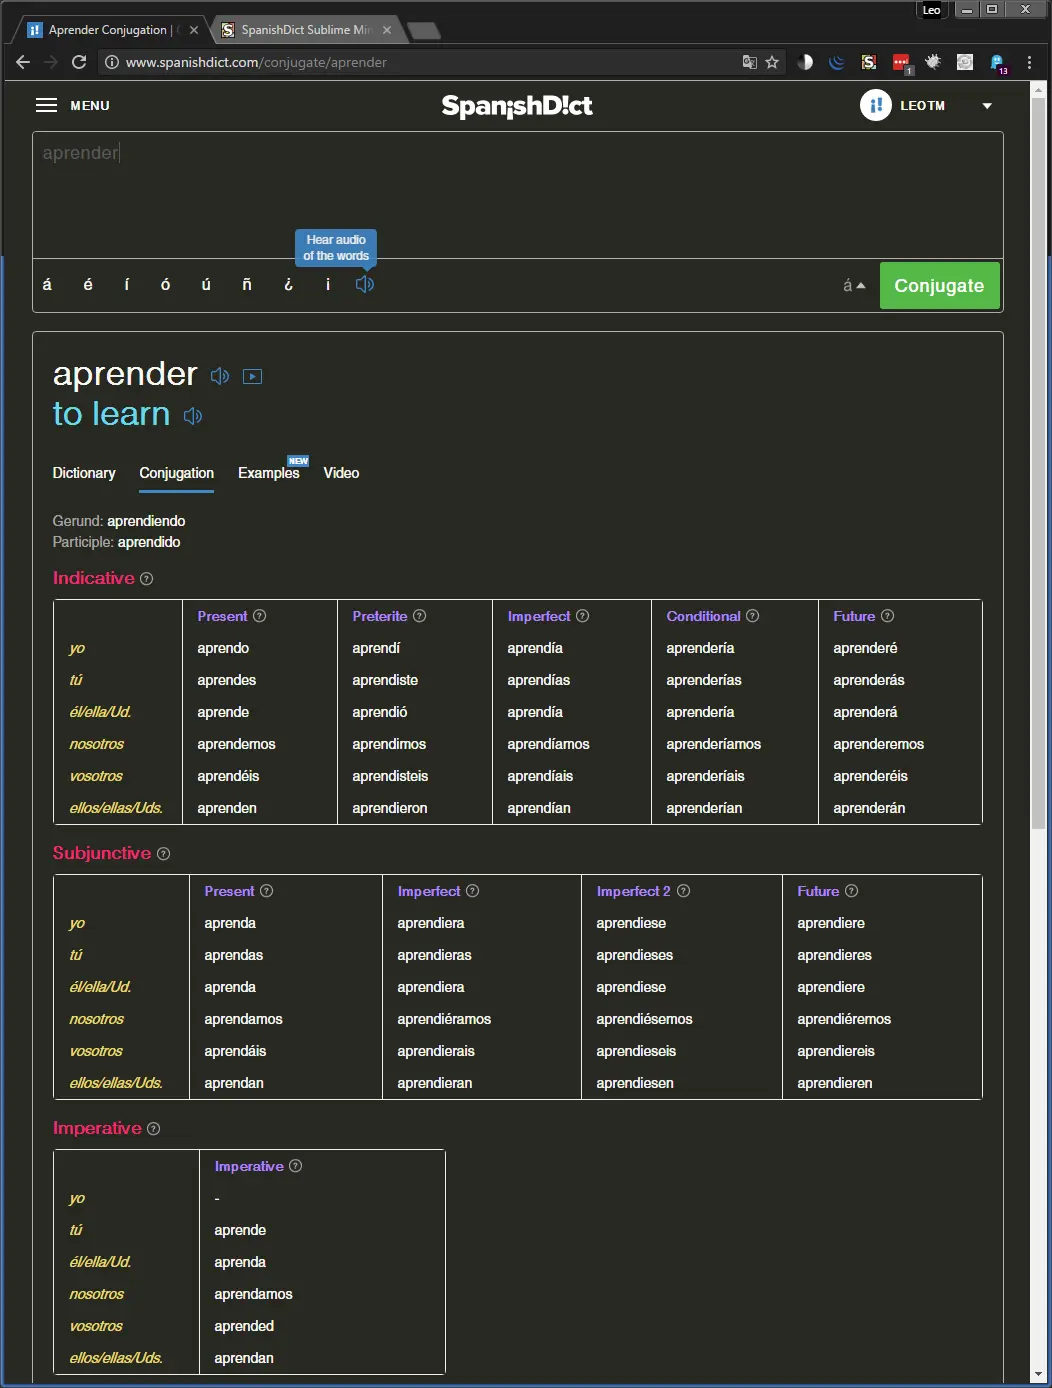 Leo
Aprender Conjugation |
SpanishDict Sublime Min
www.spanishdict.com/conjugate/aprender
1
13
MENU
SpanishD!ct
LEOTM
aprender
Hear audio
of the words
á é í ó ú ñ ¿ ¡
á
Conjugate
aprender
to learn
Dictionary Conjugation Examples NEW Video
Gerund: aprendiendo
Participle: aprendido
Indicative
Present Preterite Imperfect Conditional Future
yo aprendo aprendí aprendía aprendería aprenderé
tú aprendes aprendiste aprendías aprenderías aprenderás
él/ella/Ud. aprende aprendió aprendía aprendería aprenderá
nosotros aprendemos aprendimos aprendíamos aprenderíamos aprenderemos
vosotros aprendéis aprendisteis aprendíais aprenderíais aprenderéis
ellos/ellas/Uds. aprenden aprendieron aprendían aprenderían aprenderán
Subjunctive
Present Imperfect Imperfect 2 Future
yo aprenda aprendiera aprendiese aprendiere
tú aprendas aprendieras aprendieses aprendieres
él/ella/Ud. aprenda aprendiera aprendiese aprendiere
nosotros aprendamos aprendiéramos aprendiésemos aprendiéremos
vosotros aprendáis aprendierais aprendieseis aprendiereis
ellos/ellas/Uds. aprendan aprendieran aprendiesen aprendieren
Imperative
Imperative
yo -
tú aprende
él/ella/Ud. aprenda
nosotros aprendamos
vosotros aprended
ellos/ellas/Uds. aprendan